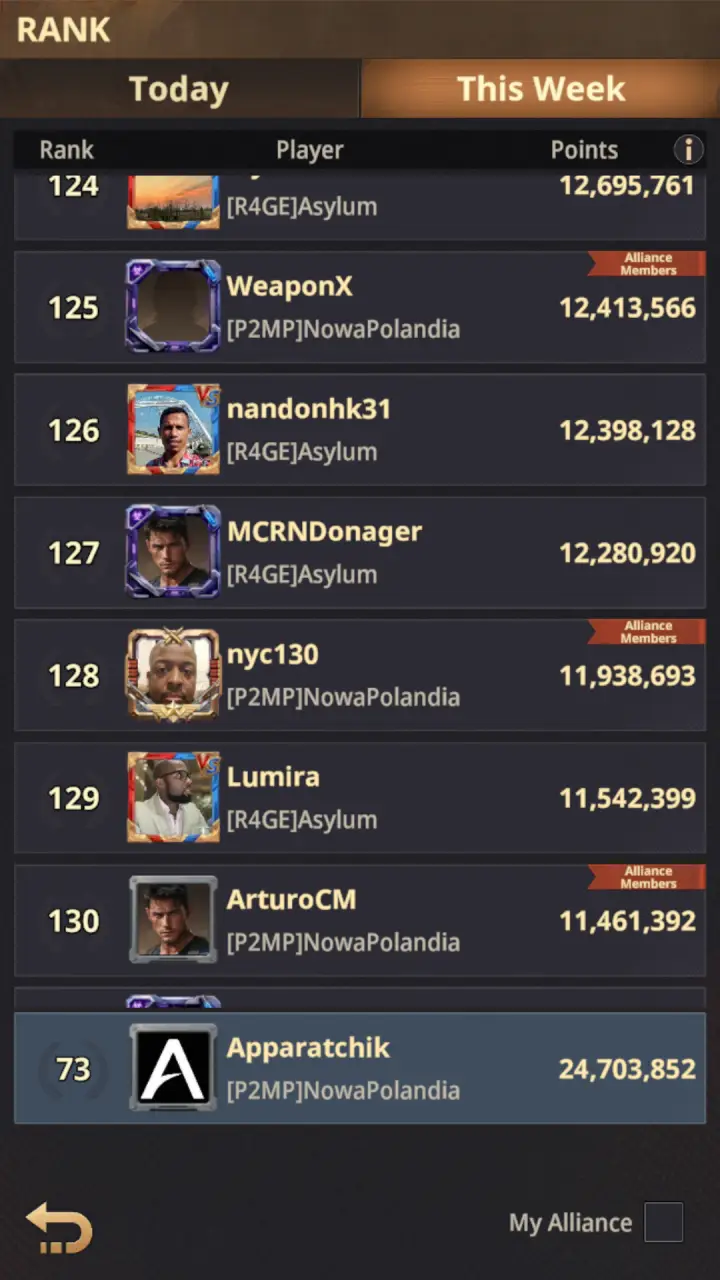 RANK
Today
This Week
Rank
Player
Points
124
[R4GE]Asylum
12,695,761
Alliance
Members
125
WeaponX
[P2MP]NowaPolandia
12,413,566
126
nandonhk31
[R4GE]Asylum
12,398,128
127
MCRNDonager
[R4GE]Asylum
12,280,920
Alliance
Members
128
nyc130
[P2MP]NowaPolandia
11,938,693
129
Lumira
[R4GE]Asylum
11,542,399
Alliance
Members
130
ArturoCM
[P2MP]NowaPolandia
11,461,392
73
Apparatchik
[P2MP]NowaPolandia
24,703,852
My Alliance